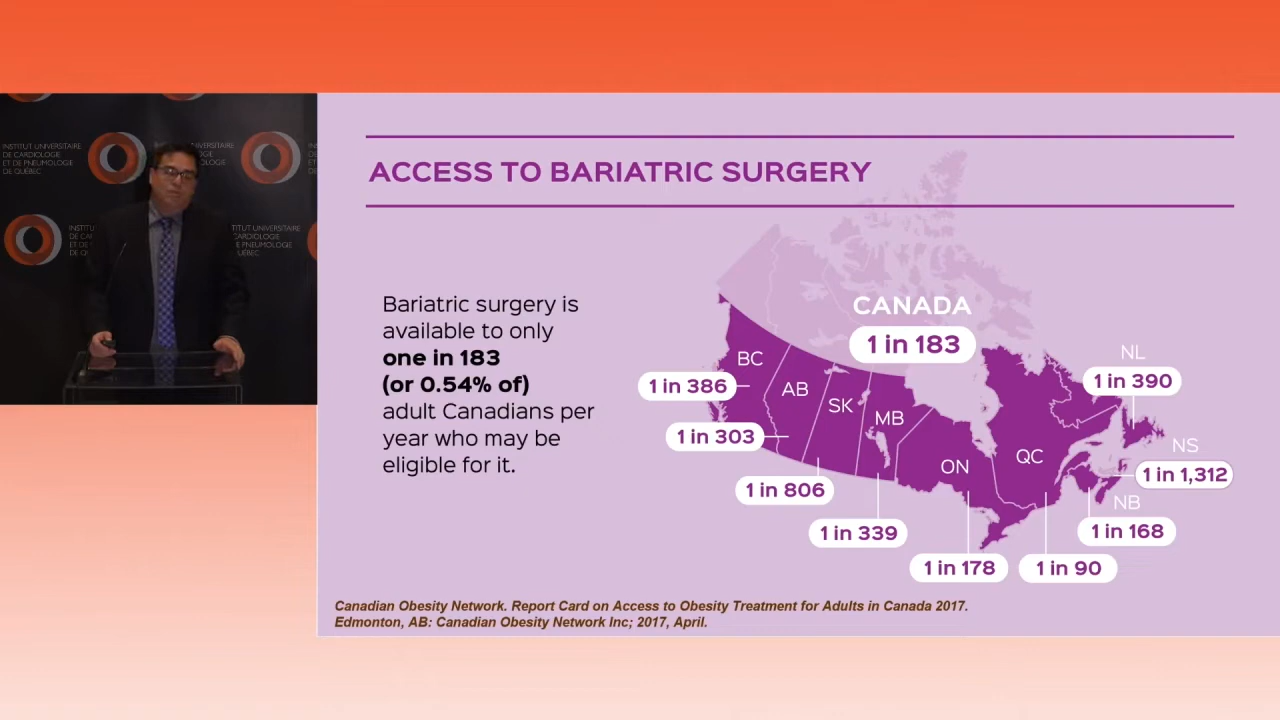 INSTITUT UNIVERSITAIRE
DE CARDIOLOGIE
ET DE PNEUMOLOGIE
DE QUÉBEC
ACCESS TO BARIATRIC SURGERY
Bariatric surgery is
available to only
one in 183
(or 0.54% of)
adult Canadians per
year who may be
eligible for it.
CANADA
1 in 183
BC
1 in 386
AB
1 in 303
SK
1 in 806
MB
1 in 339
ON
1 in 178
QC
1 in 90
NL
1 in 390
NS
1 in 1,312
NB
1 in 168
Canadian Obesity Network. Report Card on Access to Obesity Treatment for Adults in Canada 2017.
Edmonton, AB: Canadian Obesity Network Inc; 2017, April.